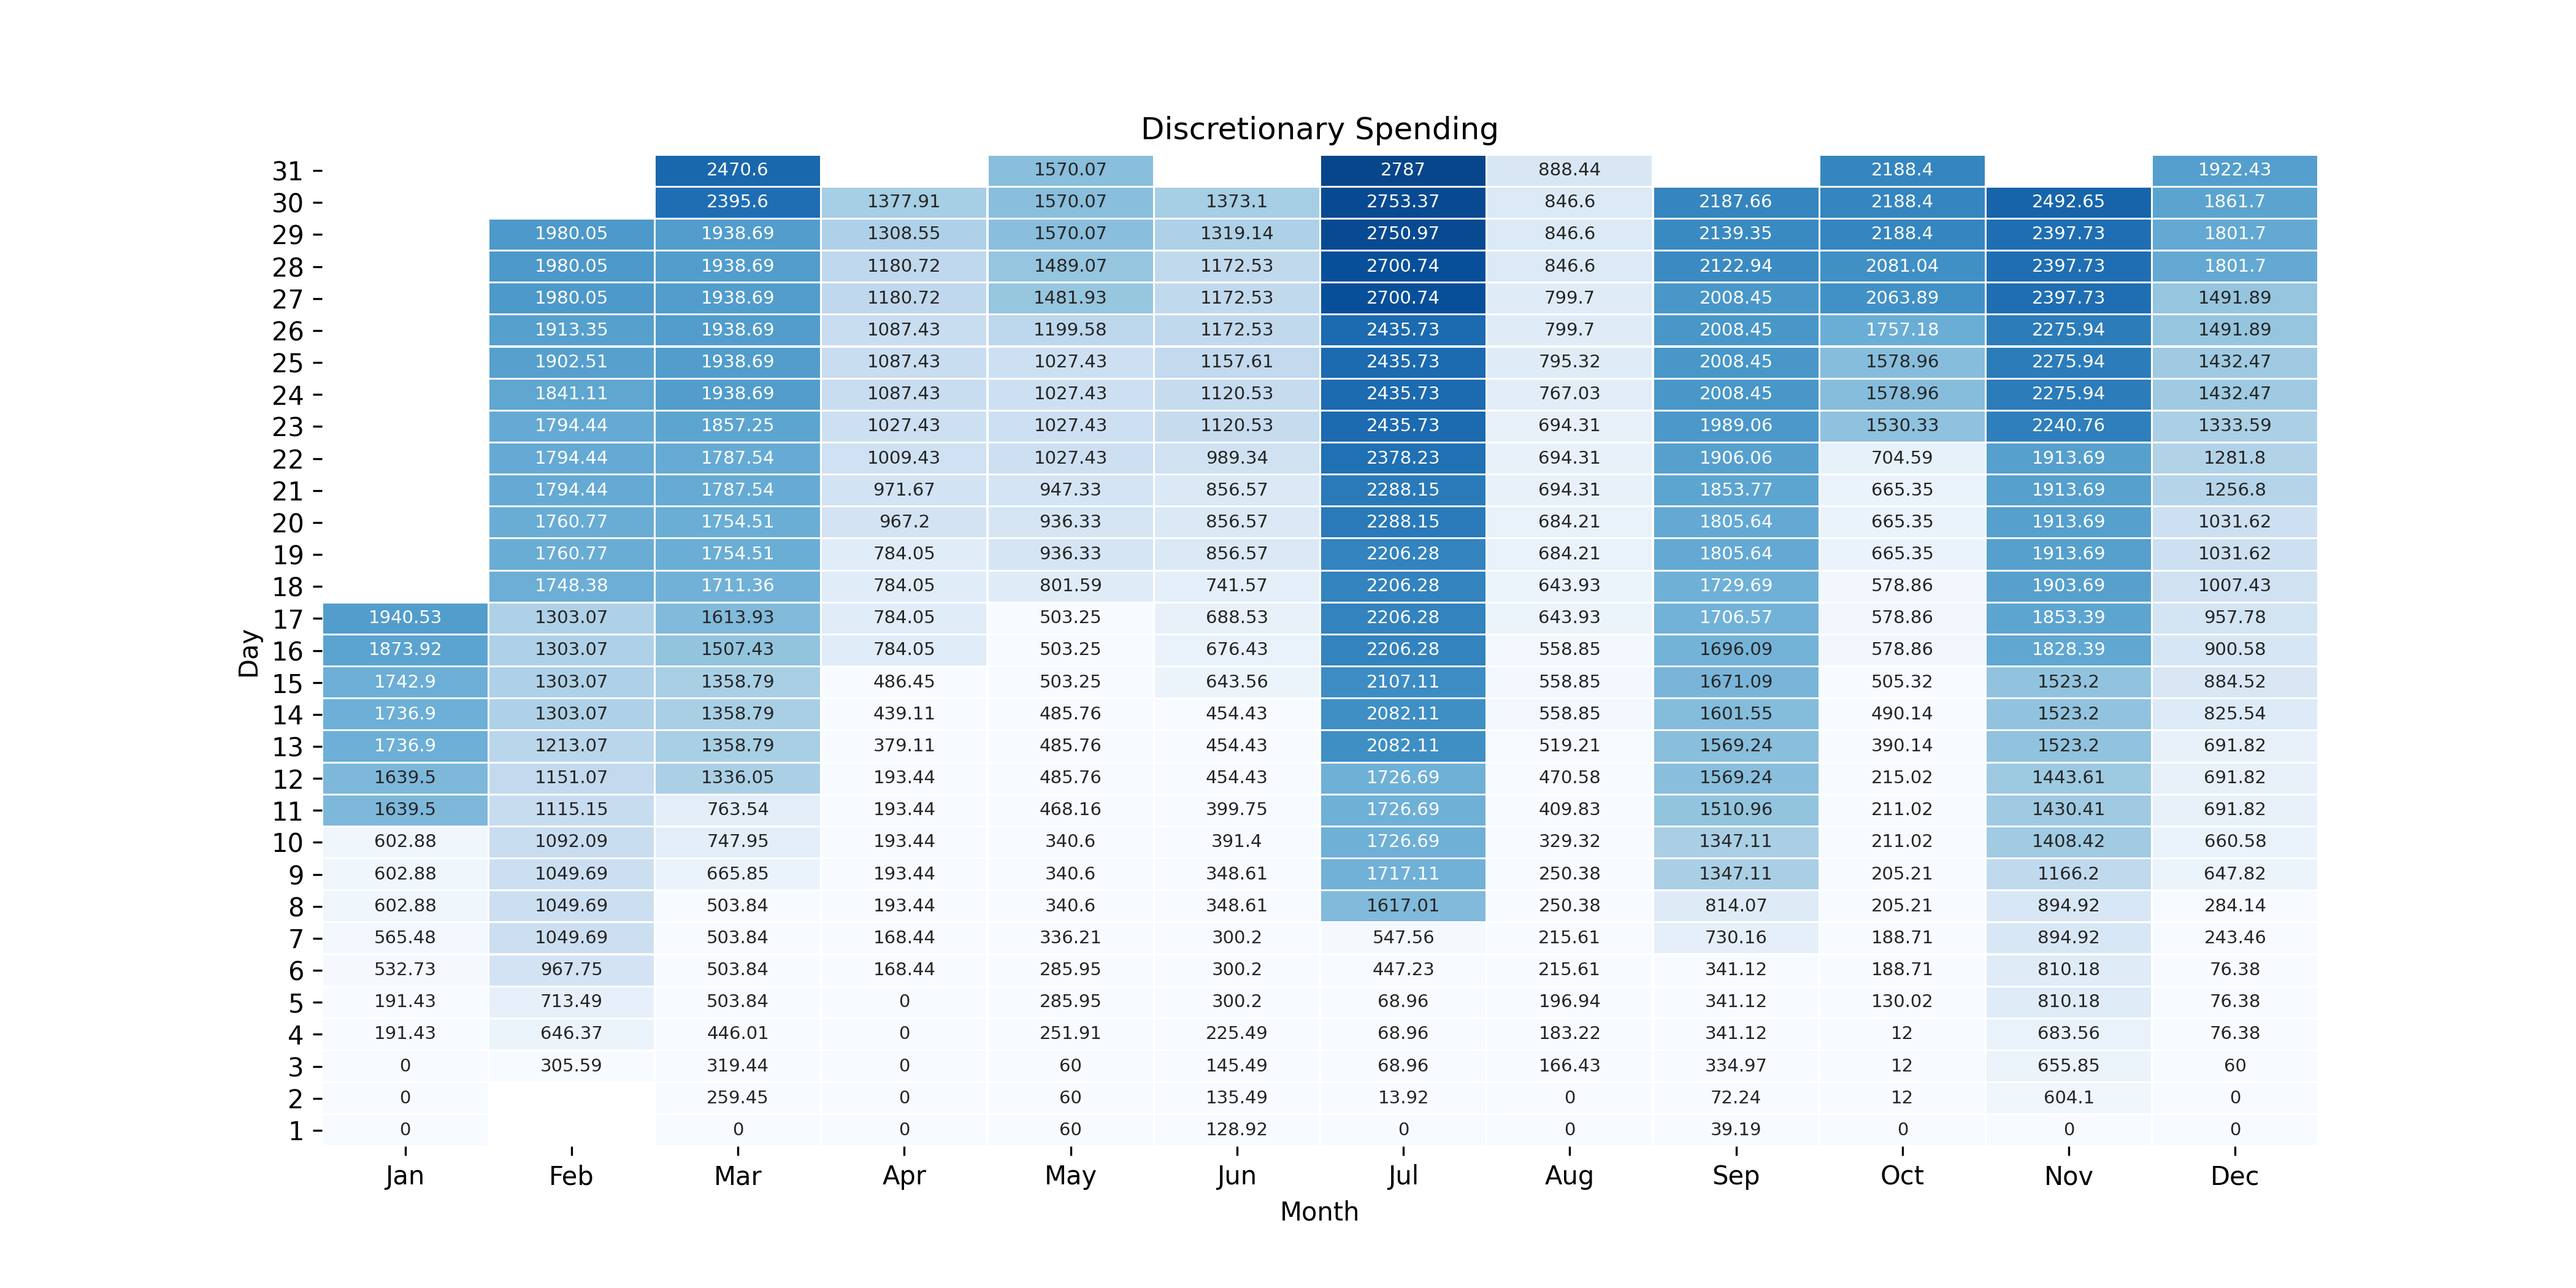 Discretionary Spending
31 2470.6 1570.07 2787 888.44 2188.4 1922.43
30 2395.6 1377.91 1570.07 1373.1 2753.37 846.6 2187.66 2188.4 2492.65 1861.7
29 1980.05 1938.69 1308.55 1570.07 1319.14 2750.97 846.6 2139.35 2188.4 2397.73 1801.7
28 1980.05 1938.69 1180.72 1489.07 1172.53 2700.74 846.6 2122.94 2081.04 2397.73 1801.7
27 1980.05 1938.69 1180.72 1481.93 1172.53 2700.74 799.7 2008.45 2063.89 2397.73 1491.89
26 1913.35 1938.69 1087.43 1199.58 1172.53 2435.73 799.7 2008.45 1757.18 2275.94 1491.89
25 1902.51 1938.69 1087.43 1027.43 1157.61 2435.73 795.32 2008.45 1578.96 2275.94 1432.47
24 1841.11 1938.69 1087.43 1027.43 1120.53 2435.73 767.03 2008.45 1578.96 2275.94 1432.47
23 1794.44 1857.25 1027.43 1027.43 1120.53 2435.73 694.31 1989.06 1530.33 2240.76 1333.59
22 1794.44 1787.54 1009.43 1027.43 989.34 2378.23 694.31 1906.06 704.59 1913.69 1281.8
21 1794.44 1787.54 971.67 947.33 856.57 2288.15 694.31 1853.77 665.35 1913.69 1256.8
20 1760.77 1754.51 967.2 936.33 856.57 2288.15 684.21 1805.64 665.35 1913.69 1031.62
19 1760.77 1754.51 784.05 936.33 856.57 2206.28 684.21 1805.64 665.35 1913.69 1031.62
18 1748.38 1711.36 784.05 801.59 741.57 2206.28 643.93 1729.69 578.86 1903.69 1007.43
17 1940.53 1303.07 1613.93 784.05 503.25 688.53 2206.28 643.93 1706.57 578.86 1853.39 957.78
16 1873.92 1303.07 1507.43 784.05 503.25 676.43 2206.28 558.85 1696.09 578.86 1828.39 900.58
15 1742.9 1303.07 1358.79 486.45 503.25 643.56 2107.11 558.85 1671.09 505.32 1523.2 884.52
14 1736.9 1303.07 1358.79 439.11 485.76 454.43 2082.11 558.85 1601.55 490.14 1523.2 825.54
13 1736.9 1213.07 1358.79 379.11 485.76 454.43 2082.11 519.21 1569.24 390.14 1523.2 691.82
12 1639.5 1151.07 1336.05 193.44 485.76 454.43 1726.69 470.58 1569.24 215.02 1443.61 691.82
11 1639.5 1115.15 763.54 193.44 468.16 399.75 1726.69 409.83 1510.96 211.02 1430.41 691.82
10 602.88 1092.09 747.95 193.44 340.6 391.4 1726.69 329.32 1347.11 211.02 1408.42 660.58
9 602.88 1049.69 665.85 193.44 340.6 348.61 1717.11 250.38 1347.11 205.21 1166.2 647.82
8 602.88 1049.69 503.84 193.44 340.6 348.61 1617.01 250.38 814.07 205.21 894.92 284.14
7 565.48 1049.69 503.84 168.44 336.21 300.2 547.56 215.61 730.16 188.71 894.92 243.46
6 532.73 967.75 503.84 168.44 285.95 300.2 447.23 215.61 341.12 188.71 810.18 76.38
5 191.43 713.49 503.84 0 285.95 300.2 68.96 196.94 341.12 130.02 810.18 76.38
4 191.43 646.37 446.01 0 251.91 225.49 68.96 183.22 341.12 12 683.56 76.38
3 0 305.59 319.44 0 60 145.49 68.96 166.43 334.97 12 655.85 60
2 0 259.45 0 60 135.49 13.92 0 72.24 12 604.1 0
1 0 0 0 60 128.92 0 0 39.19 0 0 0
Day
Jan Feb Mar Apr May Jun Jul Aug Sep Oct Nov Dec
Month